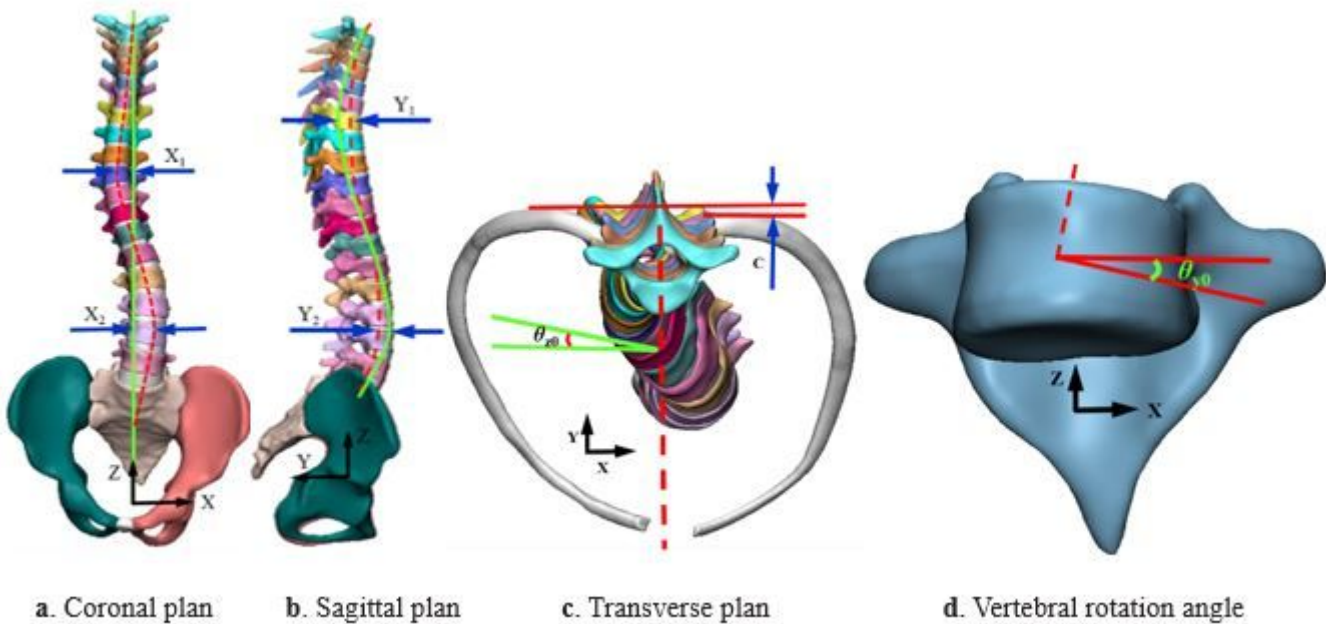 X₁
X₂
Z
X
Y₁
Y₂
Z
Y
C
θz0
Y
X
θy0
Z
X
a. Coronal plan
b. Sagittal plan
c. Transverse plan
d. Vertebral rotation angle